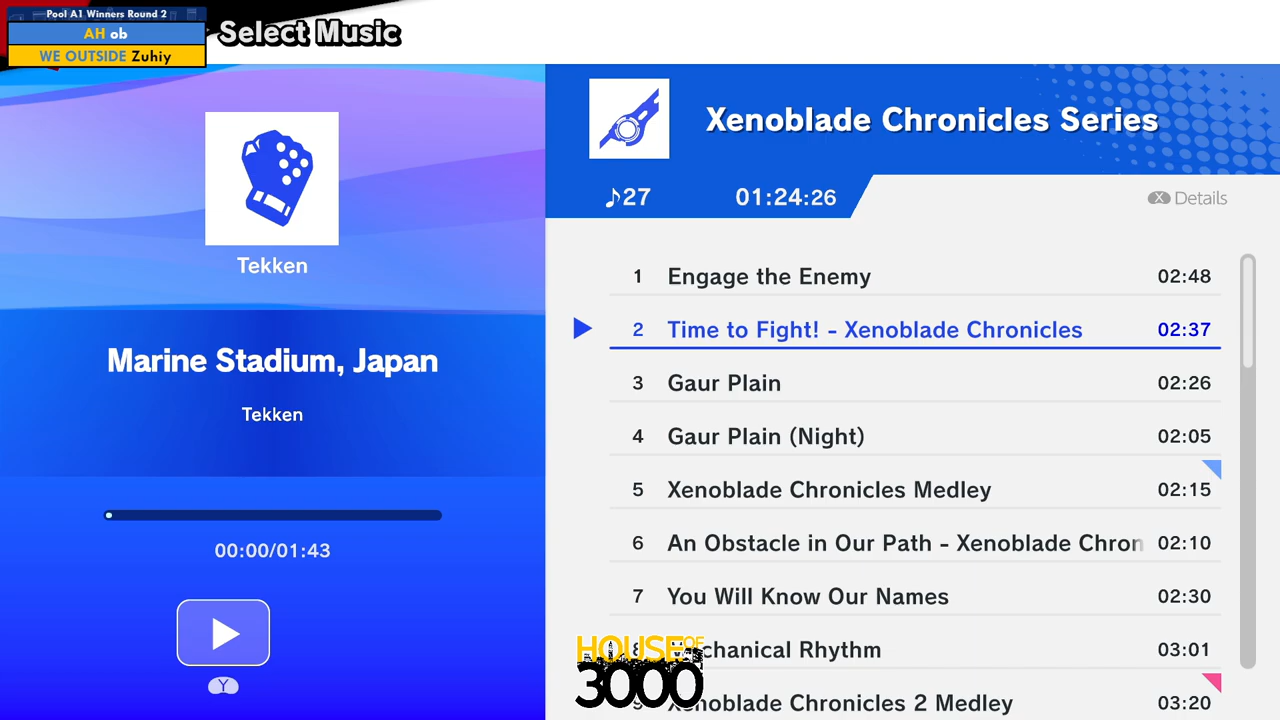 Pool A1 Winners Round 2
AH ob
WE OUTSIDE Zuhiy
Select Music
Tekken
Marine Stadium, Japan
Tekken
00:00/01:43
Y
Xenoblade Chronicles Series
♪27 01:24:26
X Details
1 Engage the Enemy 02:48
2 Time to Fight! - Xenoblade Chronicles 02:37
3 Gaur Plain 02:26
4 Gaur Plain (Night) 02:05
5 Xenoblade Chronicles Medley 02:15
6 An Obstacle in Our Path - Xenoblade Chron 02:10
7 You Will Know Our Names 02:30
8 chanical Rhythm 03:01
9 Xenoblade Chronicles 2 Medley 03:20
HOUSE OF
3000